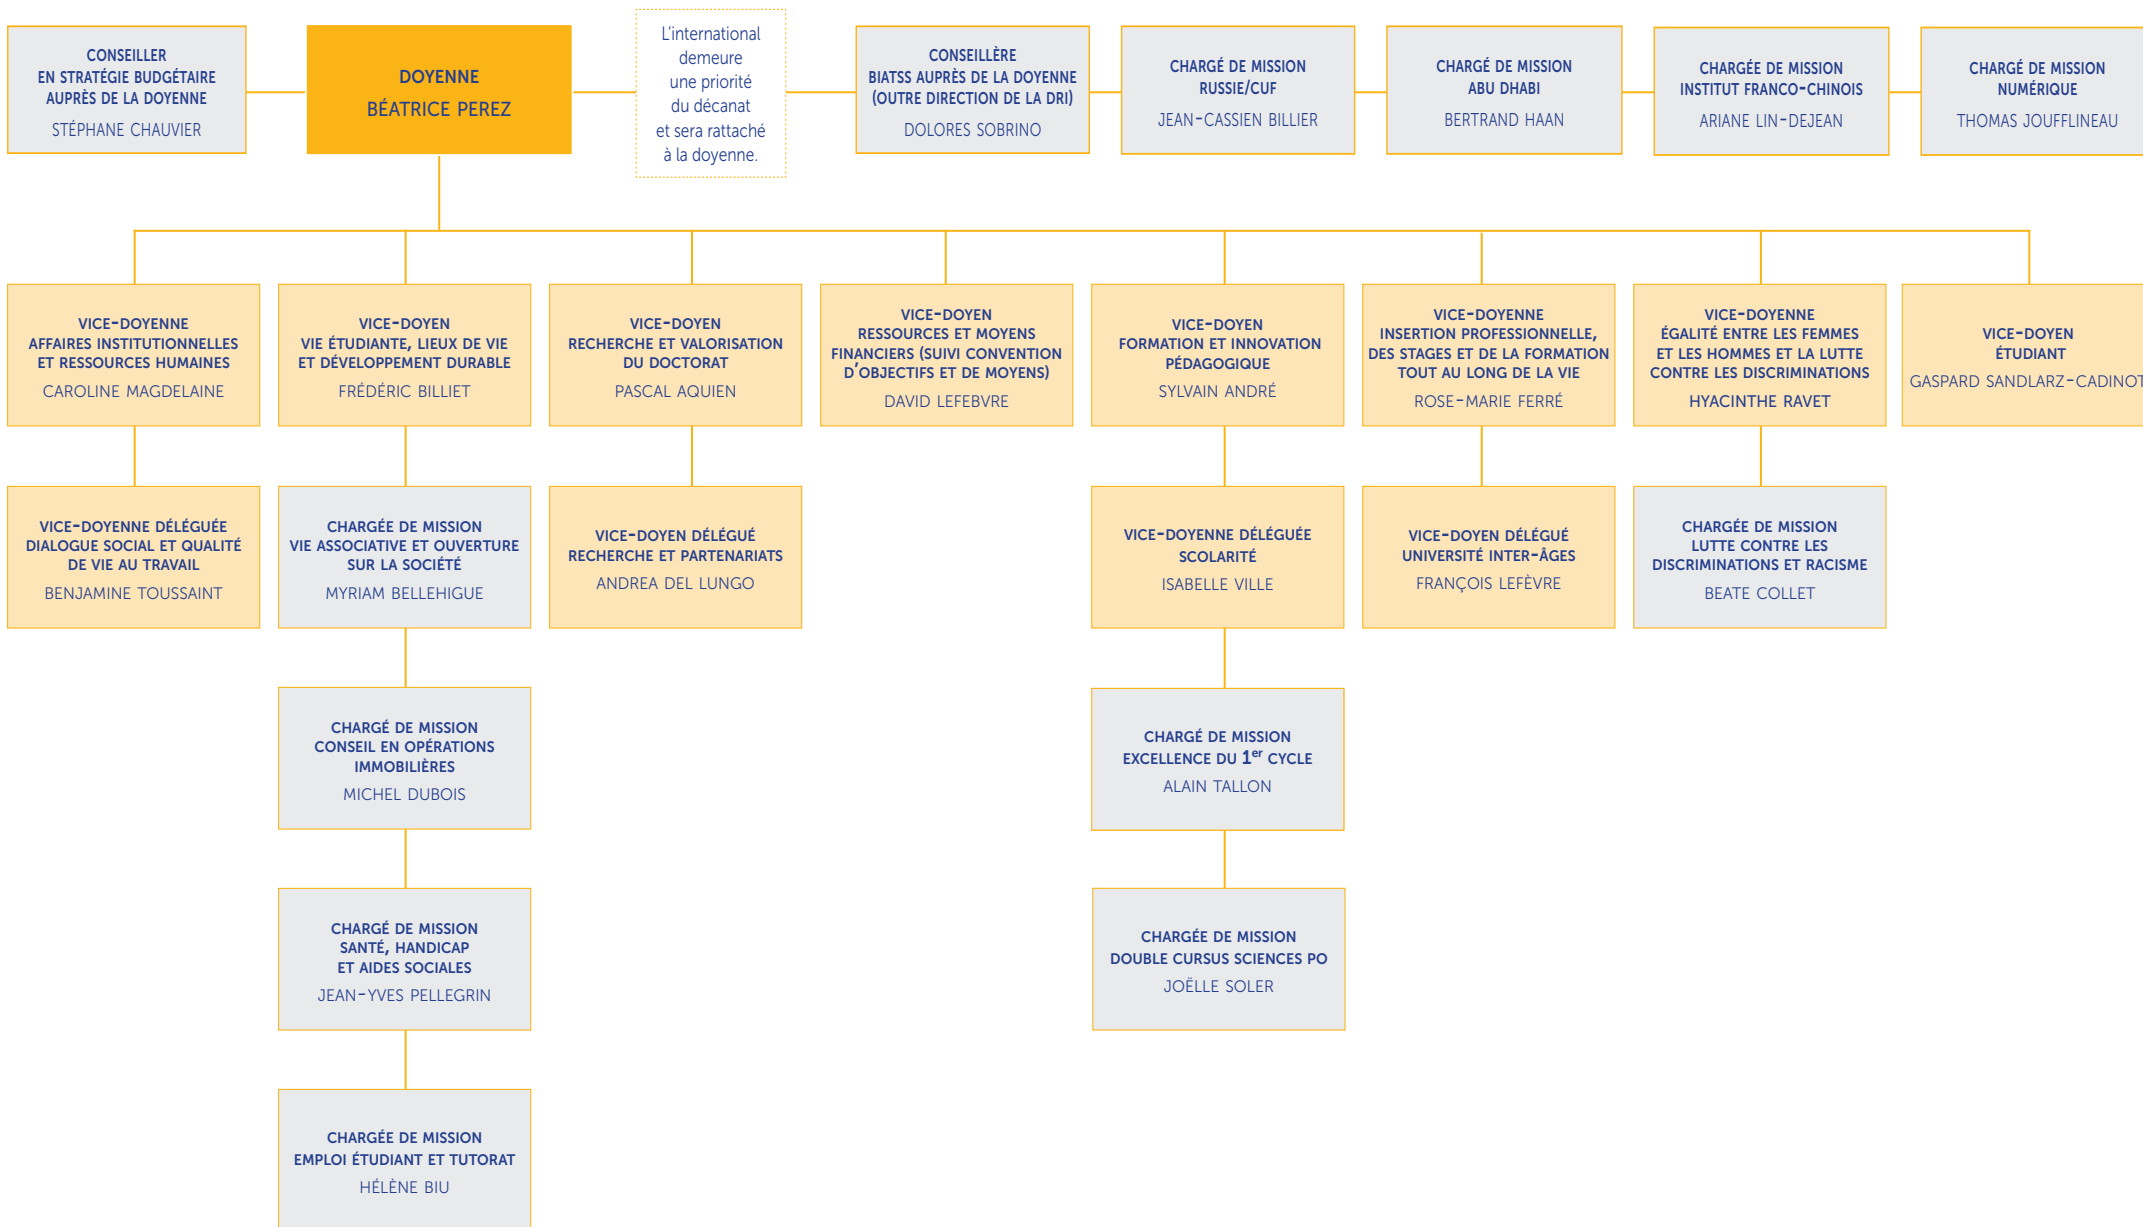 CONSEILLER
EN STRATÉGIE BUDGÉTAIRE
AUPRÈS DE LA DOYENNE
STÉPHANE CHAUVIER
DOYENNE
BÉATRICE PEREZ
L'international
demeure
une priorité
du décanat
et sera rattaché
à la doyenne.
CONSEILLÈRE
BIATSS AUPRÈS DE LA DOYENNE
(OUTRE DIRECTION DE LA DRI)
DOLORES SOBRINO
CHARGÉ DE MISSION
RUSSIE/CUF
JEAN-CASSIEN BILLIER
CHARGÉ DE MISSION
ABU DHABI
BERTRAND HAAN
CHARGÉE DE MISSION
INSTITUT FRANCO-CHINOIS
ARIANE LIN-DEJEAN
CHARGÉ DE MISSION
NUMÉRIQUE
THOMAS JOUFFLINEAU
VICE-DOYENNE
AFFAIRES INSTITUTIONNELLES
ET RESSOURCES HUMAINES
CAROLINE MAGDELAINE
VICE-DOYEN
VIE ÉTUDIANTE, LIEUX DE VIE
ET DÉVELOPPEMENT DURABLE
FRÉDÉRIC BILLIET
VICE-DOYEN
RECHERCHE ET VALORISATION
DU DOCTORAT
PASCAL AQUIEN
VICE-DOYEN
RESSOURCES ET MOYENS
FINANCIERS (SUIVI CONVENTION
D'OBJECTIFS ET DE MOYENS)
DAVID LEFEBVRE
VICE-DOYEN
FORMATION ET INNOVATION
PÉDAGOGIQUE
SYLVAIN ANDRÉ
VICE-DOYENNE
INSERTION PROFESSIONNELLE,
DES STAGES ET DE LA FORMATION
TOUT AU LONG DE LA VIE
ROSE-MARIE FERRÉ
VICE-DOYENNE
ÉGALITÉ ENTRE LES FEMMES
ET LES HOMMES ET LA LUTTE
CONTRE LES DISCRIMINATIONS
HYACINTHE RAVET
VICE-DOYEN
ÉTUDIANT
GASPARD SANDLARZ-CADINOT
VICE-DOYENNE DÉLÉGUÉE
DIALOGUE SOCIAL ET QUALITÉ
DE VIE AU TRAVAIL
BENJAMINE TOUSSAINT
CHARGÉE DE MISSION
VIE ASSOCIATIVE ET OUVERTURE
SUR LA SOCIÉTÉ
MYRIAM BELLEHIGUE
VICE-DOYEN DÉLÉGUÉ
RECHERCHE ET PARTENARIATS
ANDREA DEL LUNGO
VICE-DOYENNE DÉLÉGUÉE
SCOLARITÉ
ISABELLE VILLE
VICE-DOYEN DÉLÉGUÉ
UNIVERSITÉ INTER-ÂGES
FRANÇOIS LEFÈVRE
CHARGÉE DE MISSION
LUTTE CONTRE LES
DISCRIMINATIONS ET RACISME
BEATE COLLET
CHARGÉ DE MISSION
CONSEIL EN OPÉRATIONS
IMMOBILIÈRES
MICHEL DUBOIS
CHARGÉ DE MISSION
EXCELLENCE DU 1er CYCLE
ALAIN TALLON
CHARGÉ DE MISSION
SANTÉ, HANDICAP
ET AIDES SOCIALES
JEAN-YVES PELLEGRIN
CHARGÉE DE MISSION
DOUBLE CURSUS SCIENCES PO
JOËLLE SOLER
CHARGÉE DE MISSION
EMPLOI ÉTUDIANT ET TUTORAT
HÉLÈNE BIU